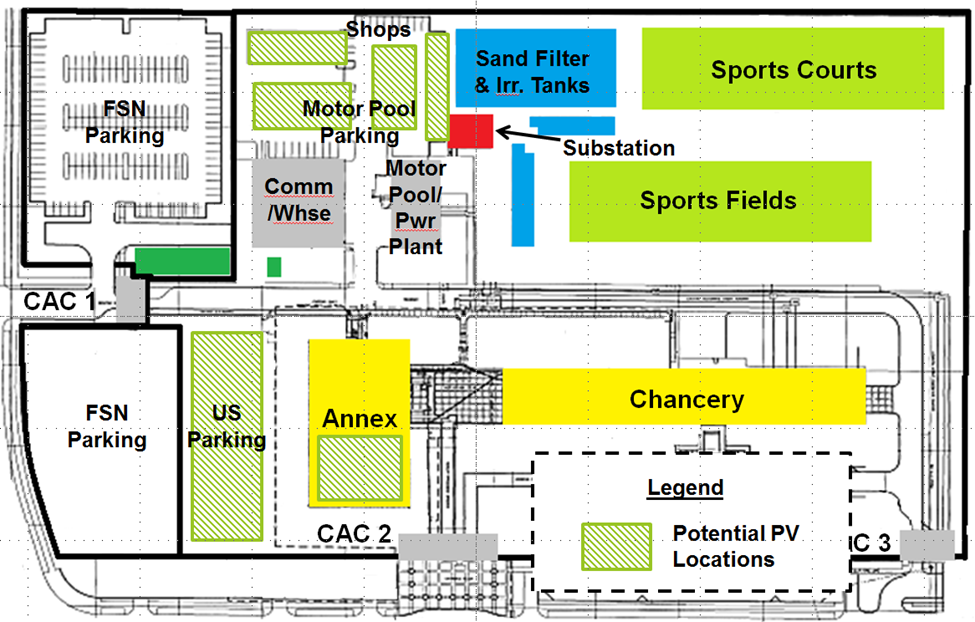 Shops
FSN
Parking
Motor Pool
Parking
Sand Filter
& Irr. Tanks
Sports Courts
Substation
Comm
/Whse
Motor
Pool/
Pwr
Plant
Sports Fields
CAC 1
FSN
Parking
US
Parking
Annex
Chancery
CAC 2
Legend
Potential PV
Locations
C 3